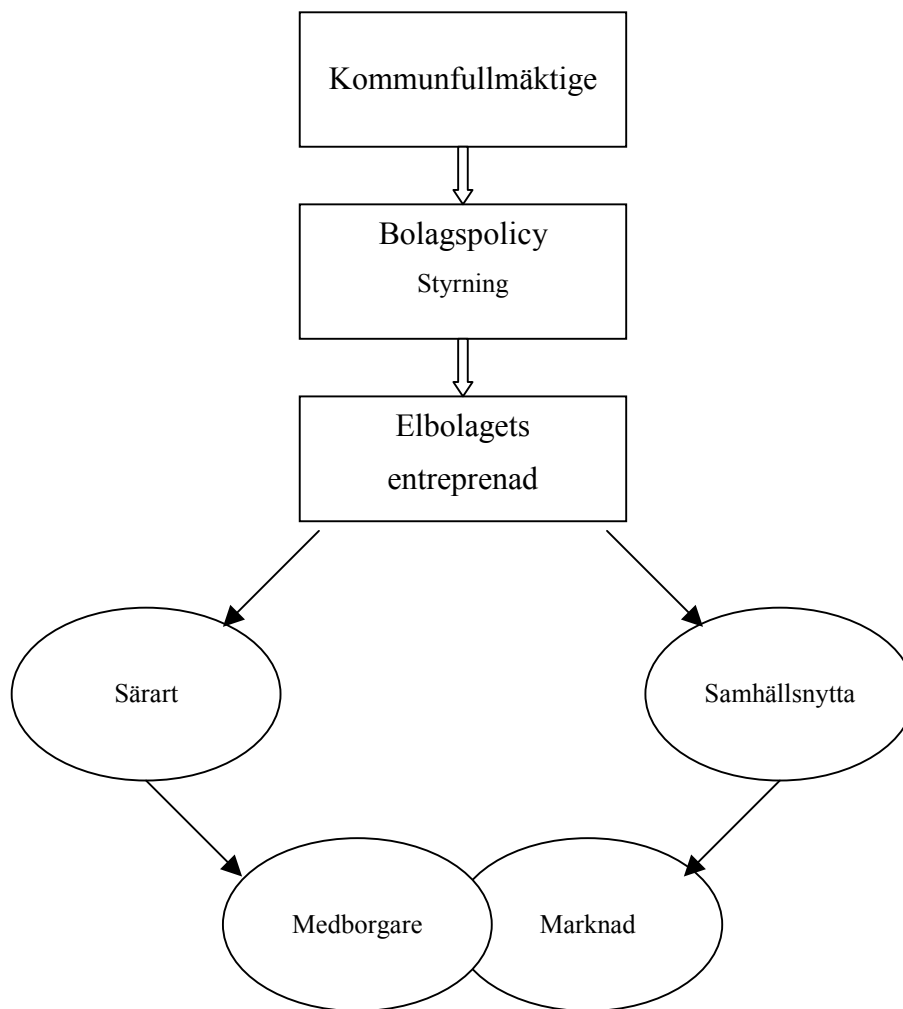 Kommunfullmäktige
Bolagspolicy
Styrning
Elbolagets
entreprenad
Särart
Samhällsnytta
Medborgare
Marknad